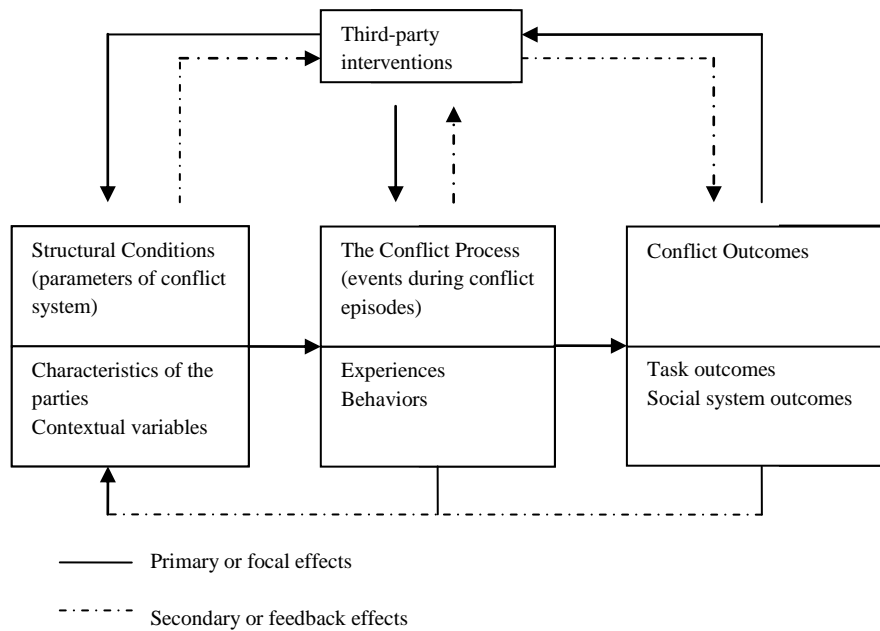 Third-party
interventions
Structural Conditions
(parameters of conflict
system)
The Conflict Process
(events during conflict
episodes)
Conflict Outcomes
Characteristics of the
parties
Contextual variables
Experiences
Behaviors
Task outcomes
Social system outcomes
Primary or focal effects
Secondary or feedback effects